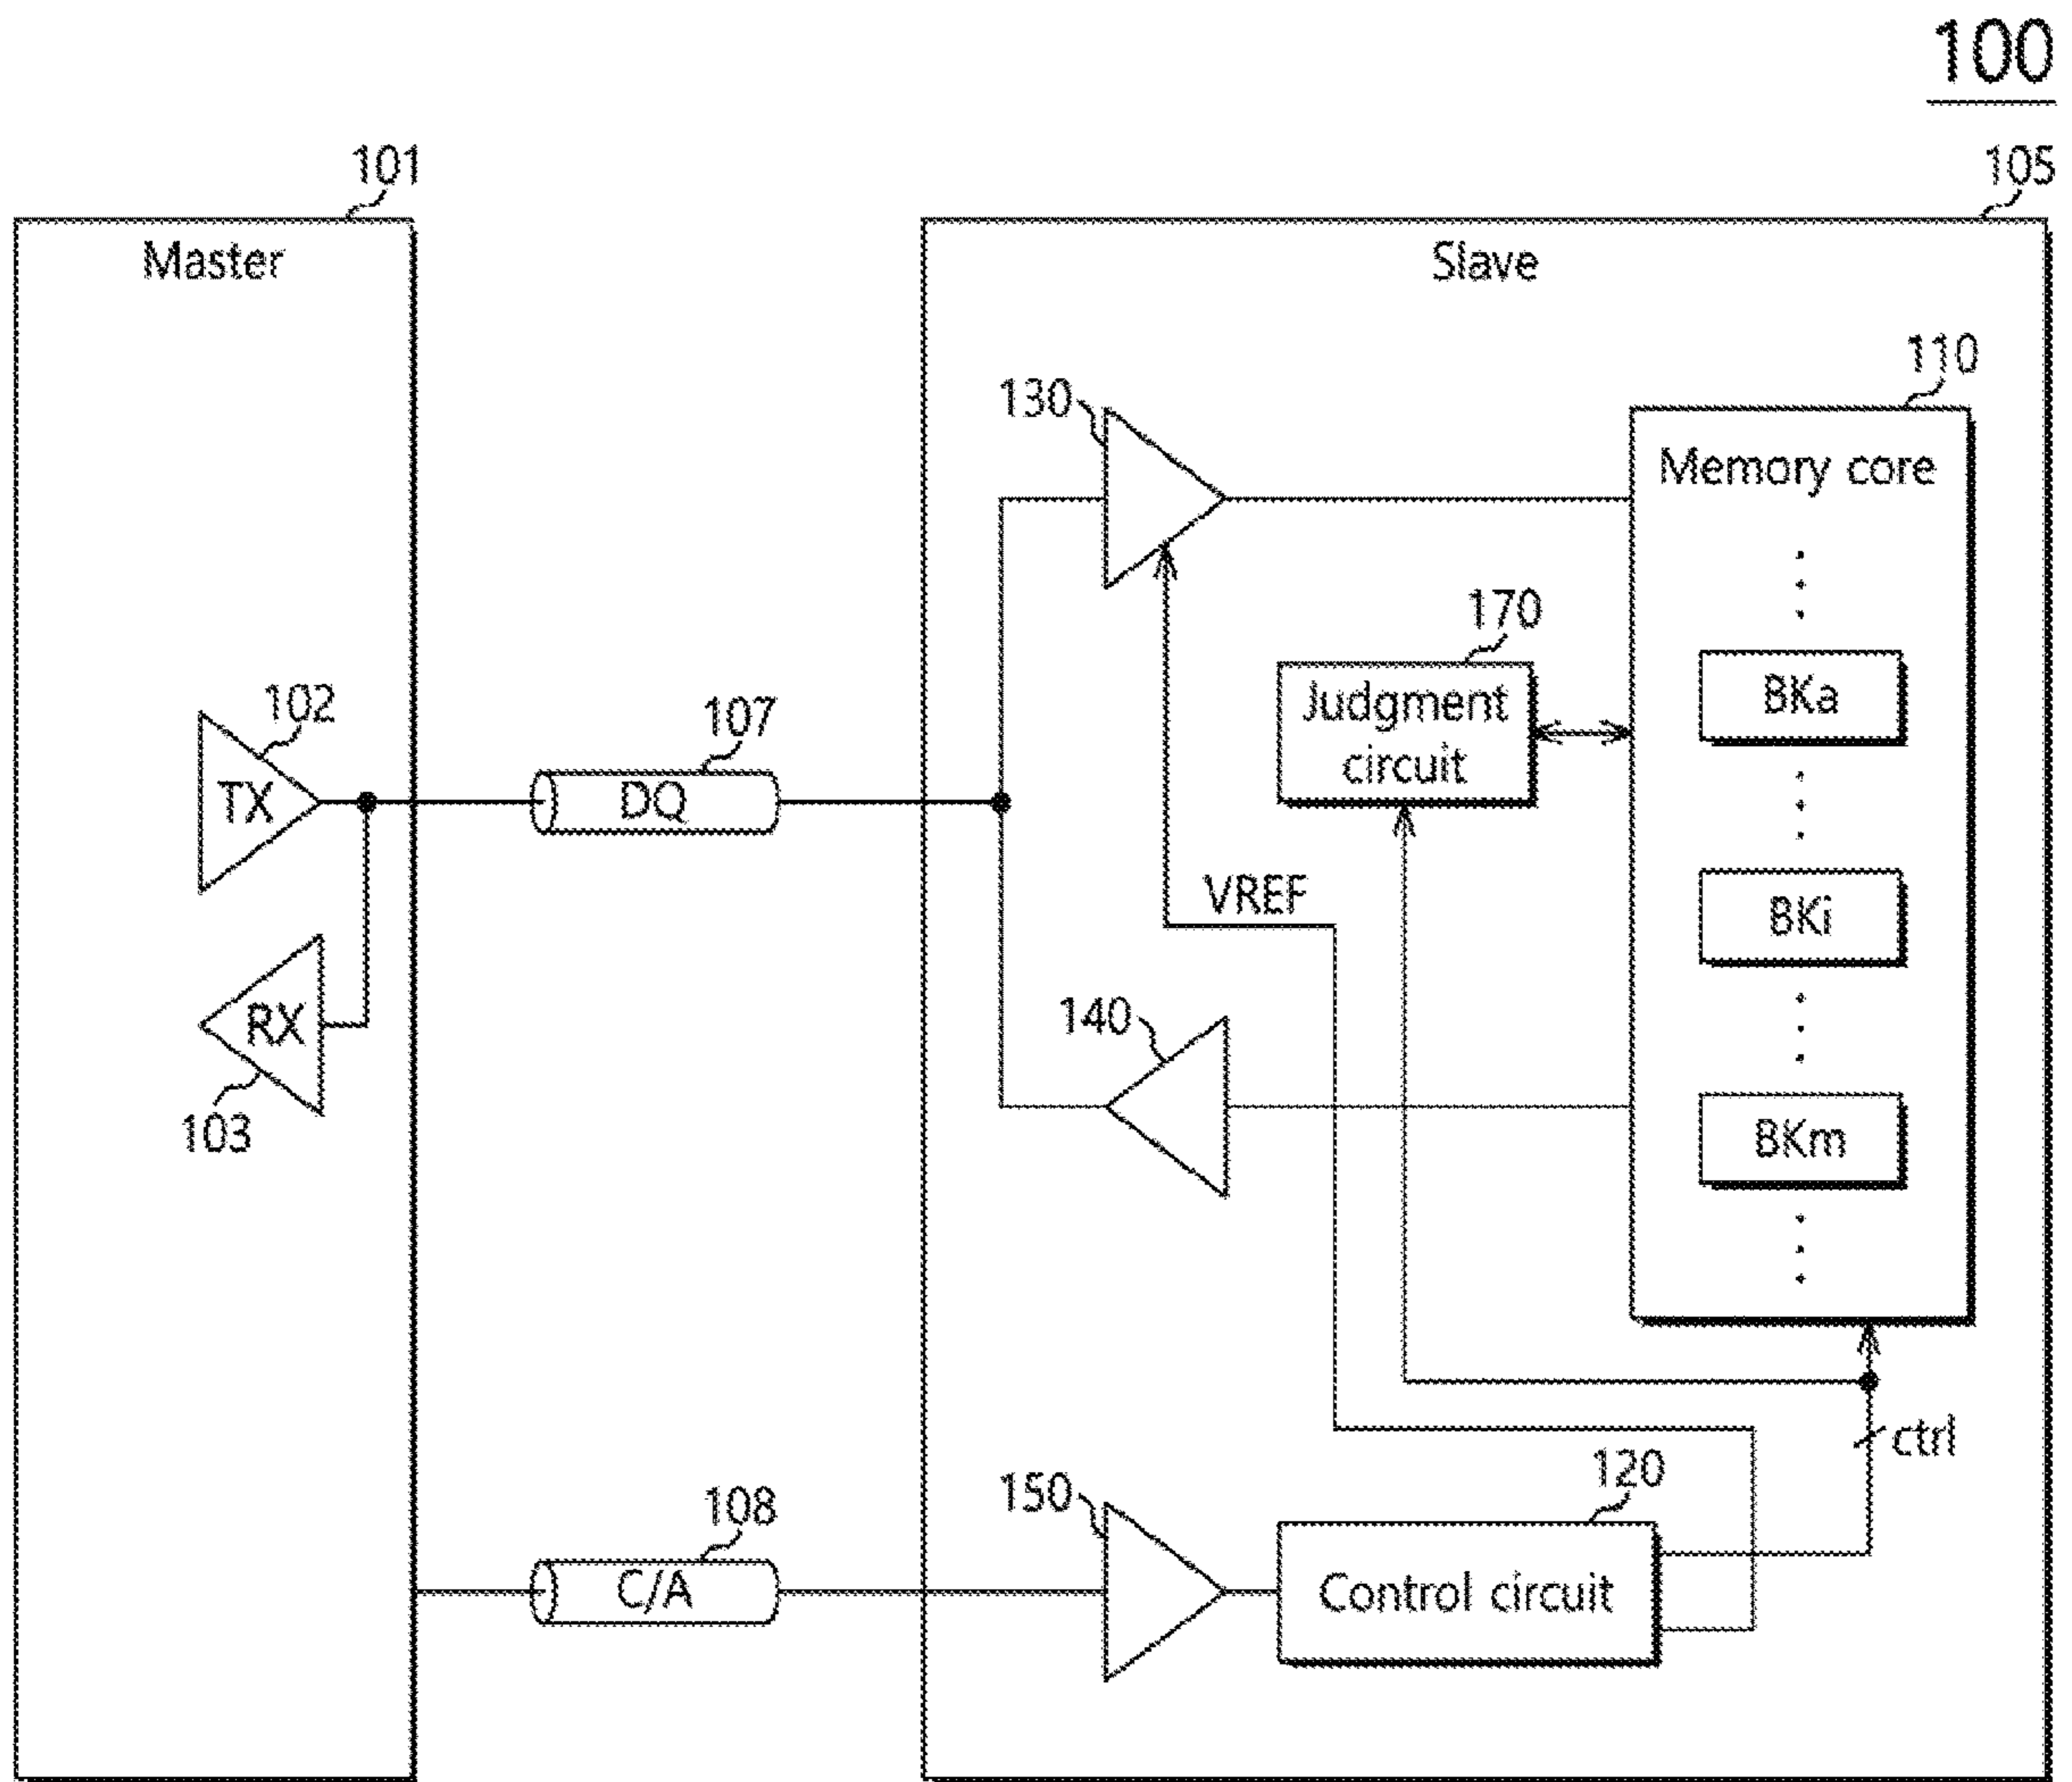 100
101
105
Master
Slave
110
130
Memory core
170
102
107
Judgment
circuit
BKa
TX
DQ
VREF
BKi
140
RX
103
BKm
ctrl
120
150
108
C/A
Control circuit